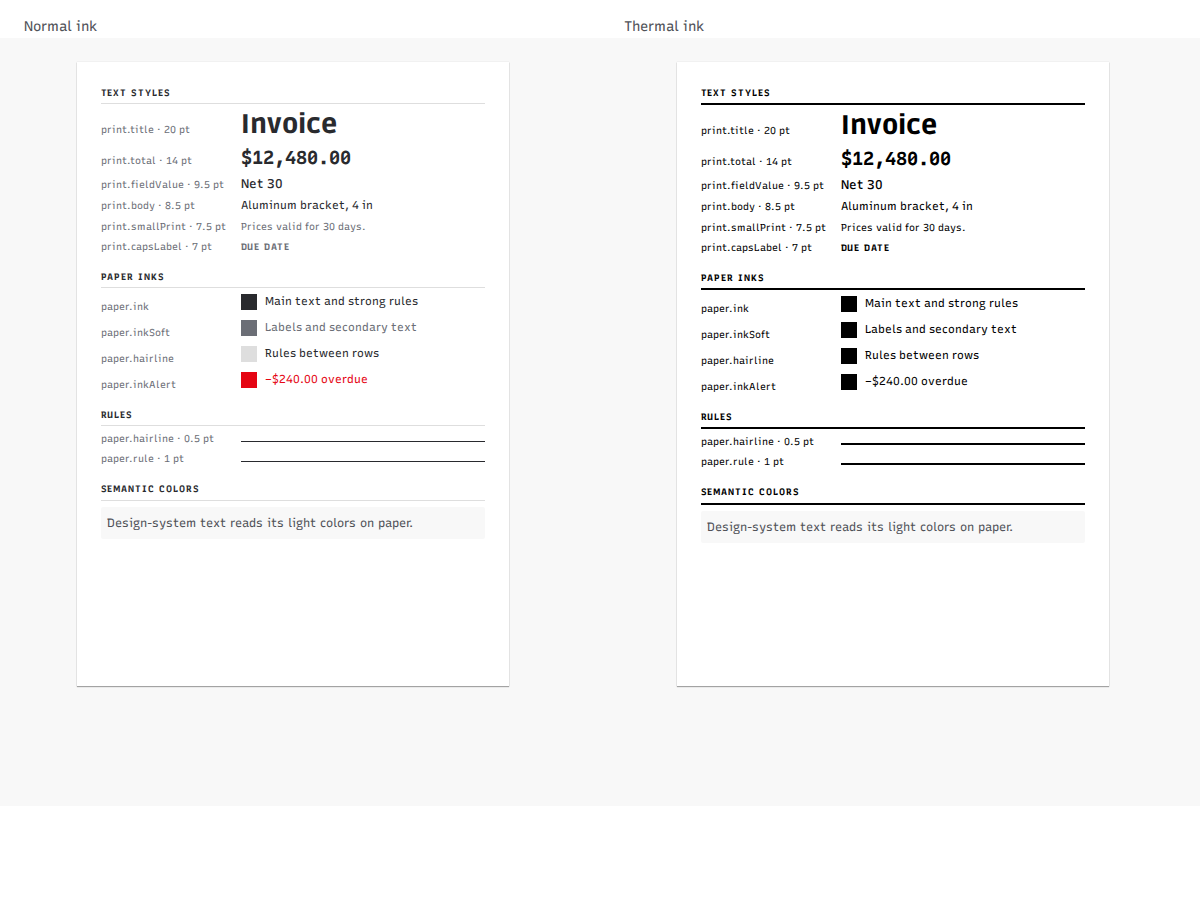 Normal ink
TEXT STYLES
print.title · 20 pt Invoice
print.total · 14 pt $12,480.00
print.fieldValue · 9.5 pt Net 30
print.body · 8.5 pt Aluminum bracket, 4 in
print.smallPrint · 7.5 pt Prices valid for 30 days.
print.capsLabel · 7 pt DUE DATE
PAPER INKS
paper.ink Main text and strong rules
paper.inkSoft Labels and secondary text
paper.hairline Rules between rows
paper.inkAlert −$240.00 overdue
RULES
paper.hairline · 0.5 pt
paper.rule · 1 pt
SEMANTIC COLORS
Design-system text reads its light colors on paper.
Thermal ink
TEXT STYLES
print.title · 20 pt Invoice
print.total · 14 pt $12,480.00
print.fieldValue · 9.5 pt Net 30
print.body · 8.5 pt Aluminum bracket, 4 in
print.smallPrint · 7.5 pt Prices valid for 30 days.
print.capsLabel · 7 pt DUE DATE
PAPER INKS
paper.ink Main text and strong rules
paper.inkSoft Labels and secondary text
paper.hairline Rules between rows
paper.inkAlert −$240.00 overdue
RULES
paper.hairline · 0.5 pt
paper.rule · 1 pt
SEMANTIC COLORS
Design-system text reads its light colors on paper.